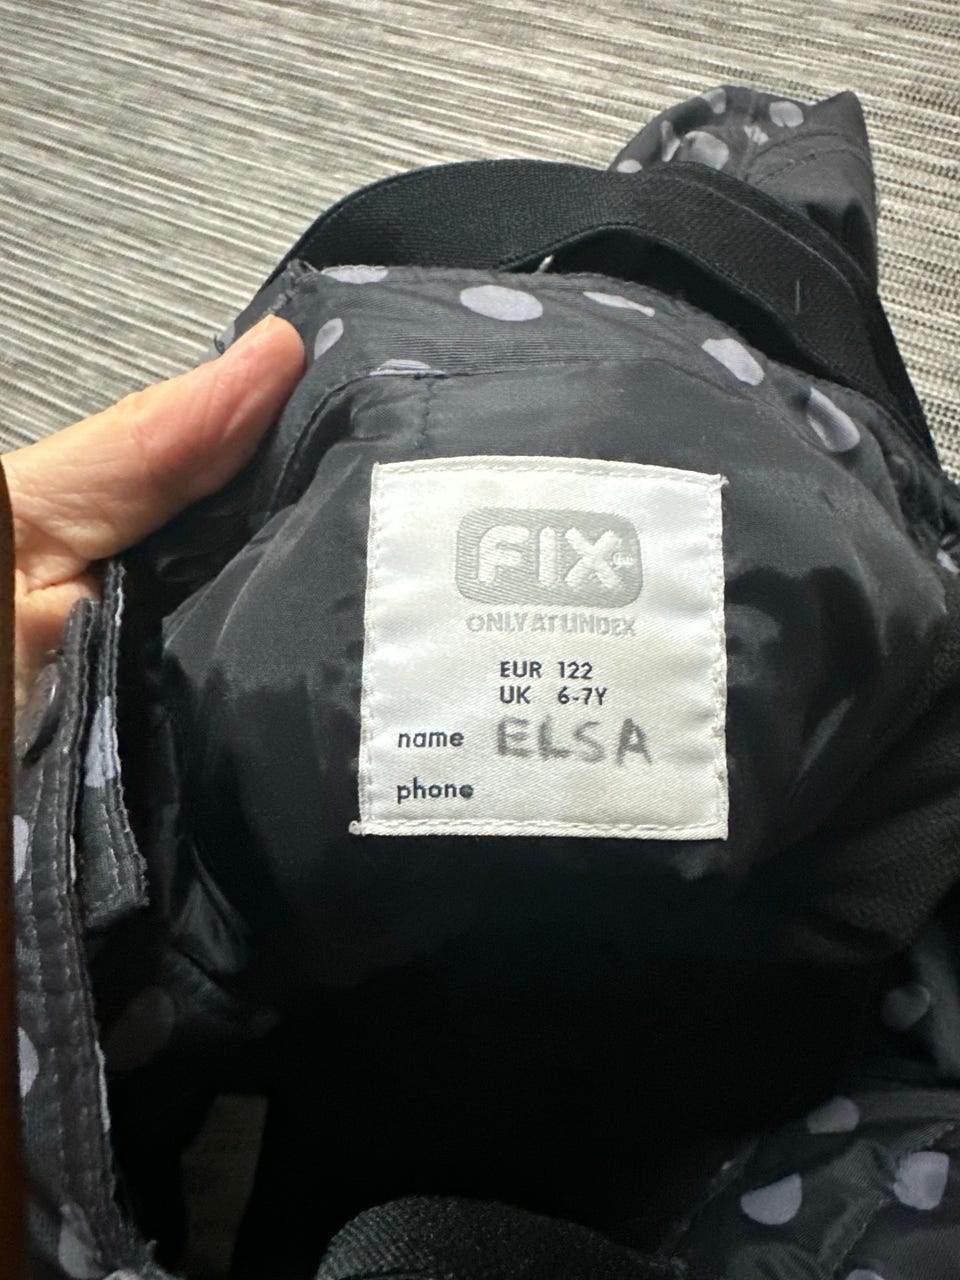 FIX
ONLY AT LINDEX
EUR 122
UK 6-7Y
name ELSA
phone